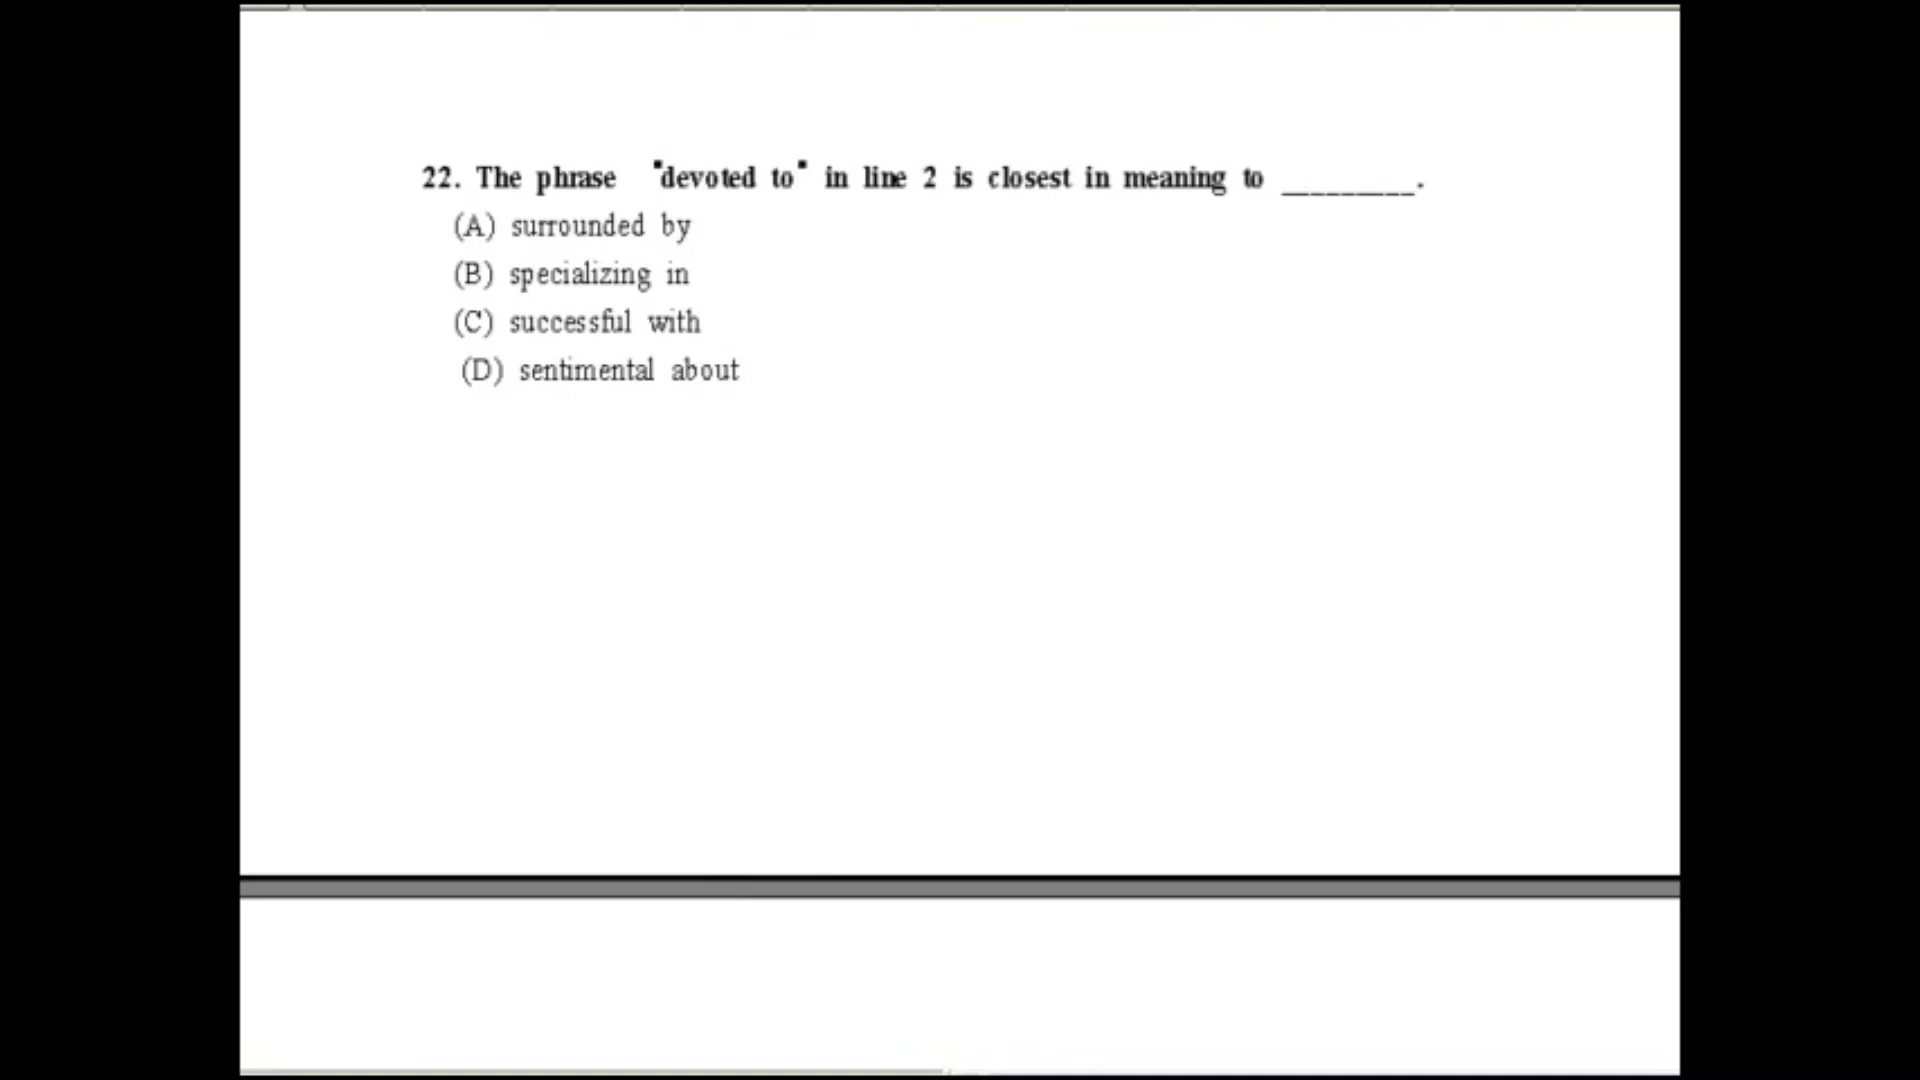 22. The phrase "devoted to" in line 2 is closest in meaning to _________.
(A) surrounded by
(B) specializing in
(C) successful with
(D) sentimental about